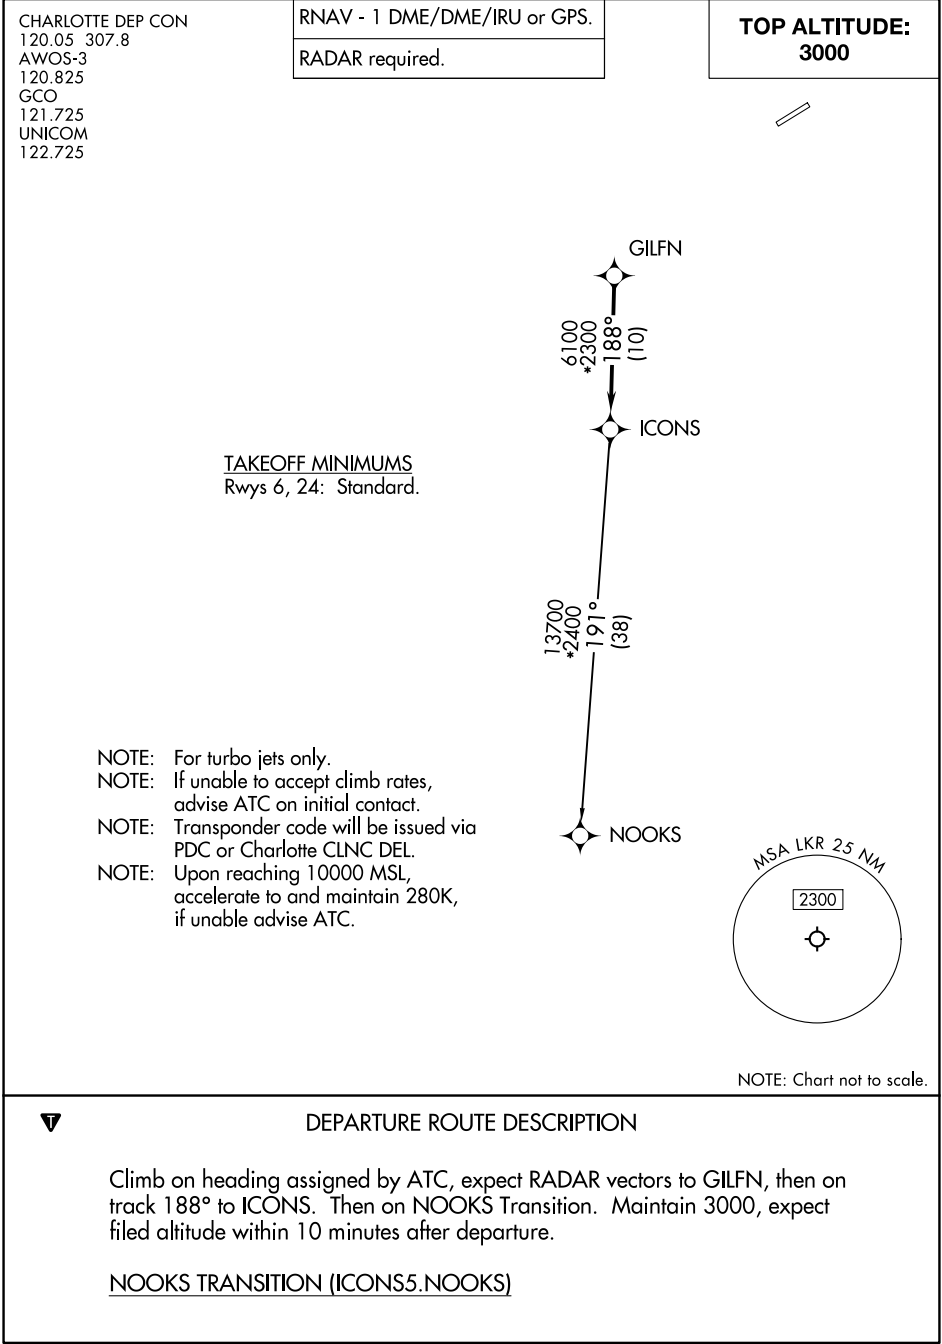 CHARLOTTE DEP CON
120.05 307.8
AWOS-3
120.825
GCO
121.725
UNICOM
122.725
RNAV - 1 DME/DME/IRU or GPS.
RADAR required.
TOP ALTITUDE:
3000
GILFN
6100
*2300
188°
(10)
ICONS
TAKEOFF MINIMUMS
Rwys 6, 24: Standard.
13700
*2400
191°
(38)
NOOKS
NOTE: For turbo jets only.
NOTE: If unable to accept climb rates,
advise ATC on initial contact.
NOTE: Transponder code will be issued via
PDC or Charlotte CLNC DEL.
NOTE: Upon reaching 10000 MSL,
accelerate to and maintain 280K,
if unable advise ATC.
MSA LKR 25 NM
2300
NOTE: Chart not to scale.
T
DEPARTURE ROUTE DESCRIPTION
Climb on heading assigned by ATC, expect RADAR vectors to GILFN, then on
track 188° to ICONS. Then on NOOKS Transition. Maintain 3000, expect
filed altitude within 10 minutes after departure.
NOOKS TRANSITION (ICONS5.NOOKS)